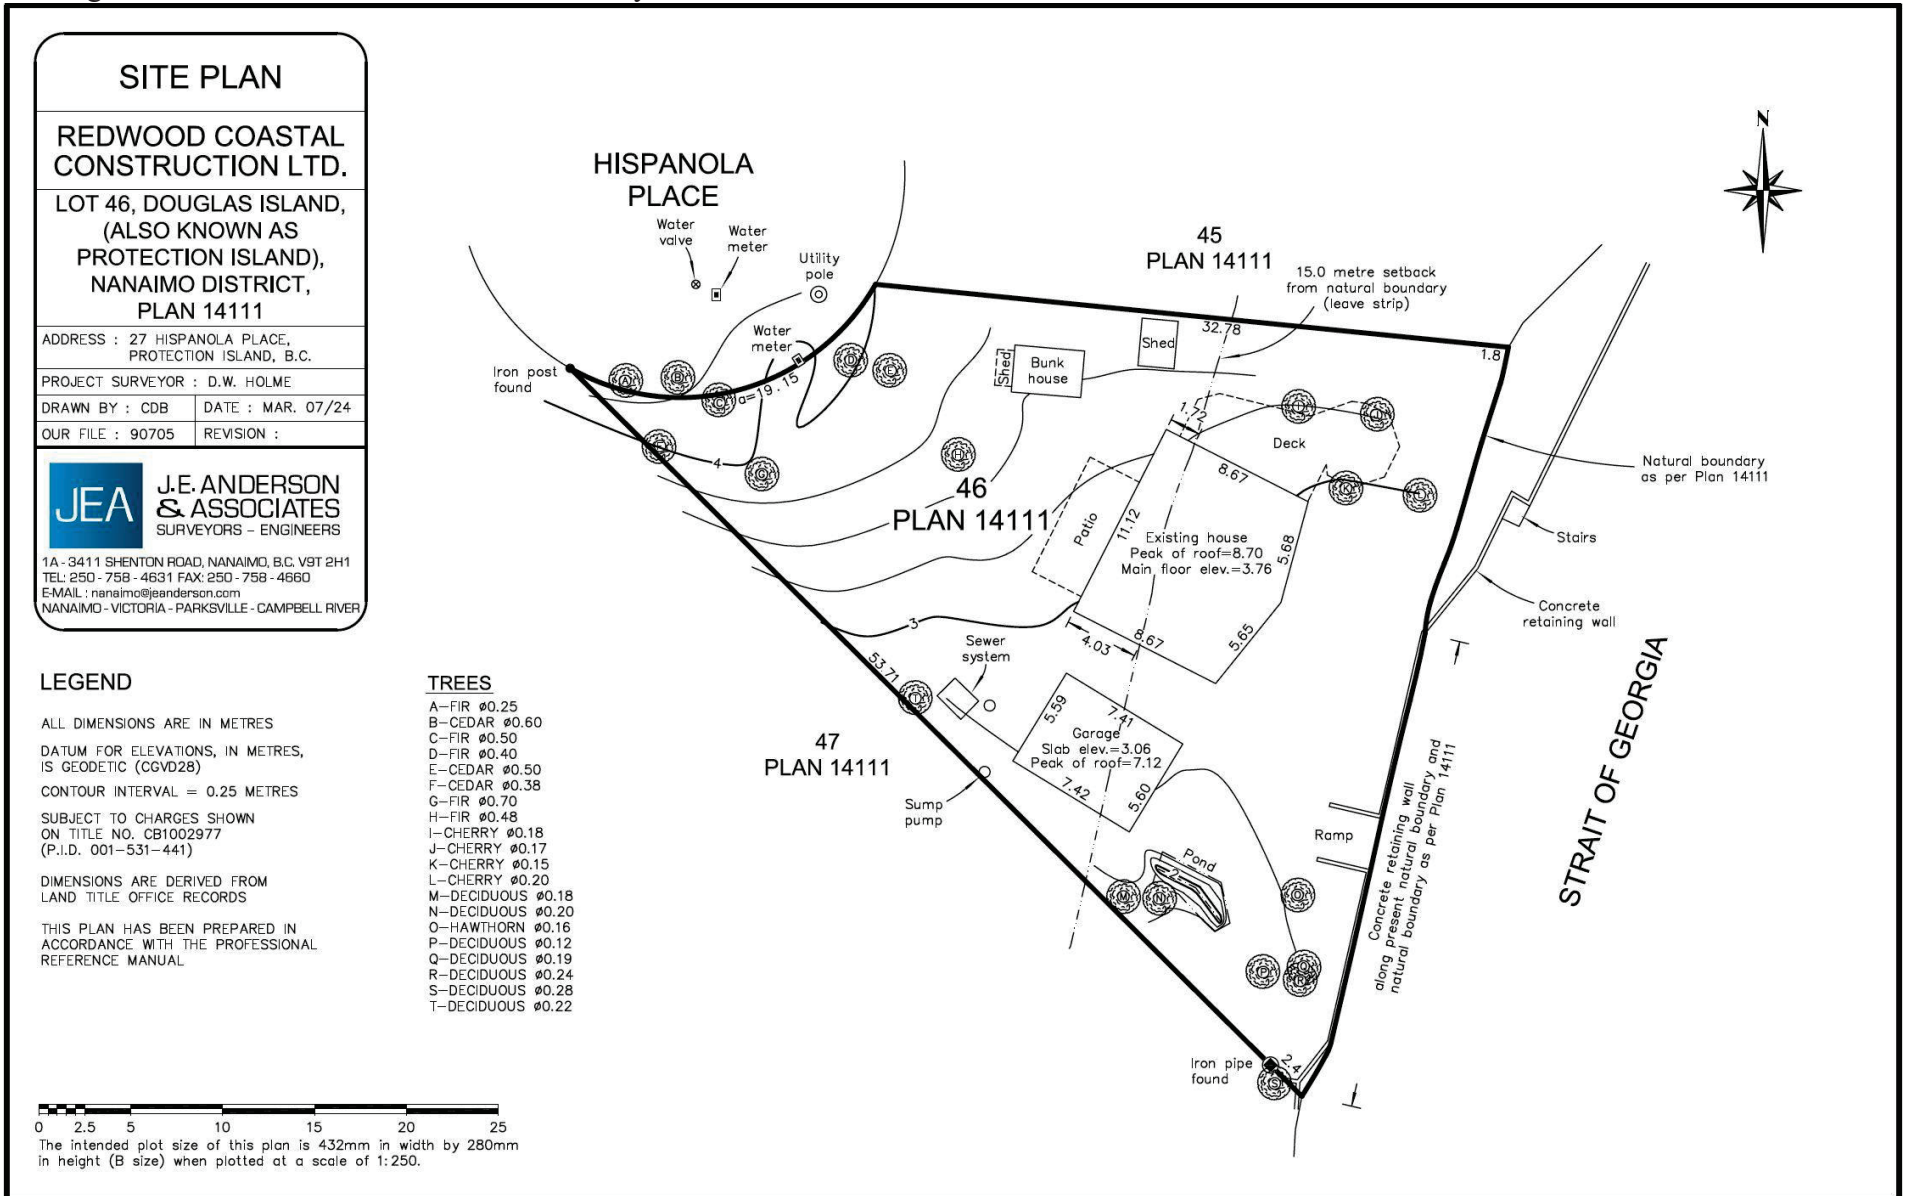 SITE PLAN
REDWOOD COASTAL
CONSTRUCTION LTD.
LOT 46, DOUGLAS ISLAND,
(ALSO KNOWN AS
PROTECTION ISLAND),
NANAIMO DISTRICT,
PLAN 14111
ADDRESS : 27 HISPANOLA PLACE,
PROTECTION ISLAND, B.C.
PROJECT SURVEYOR : D.W. HOLME
DRAWN BY : CDB
DATE : MAR. 07/24
OUR FILE : 90705
REVISION :
JEA
J.E. ANDERSON
& ASSOCIATES
SURVEYORS – ENGINEERS
1A - 3411 SHENTON ROAD, NANAIMO, B.C. V9T 2H1
TEL: 250 - 758 - 4631 FAX: 250 - 758 - 4660
E-MAIL : nanaimo@jeanderson.com
NANAIMO - VICTORIA - PARKSVILLE - CAMPBELL RIVER
LEGEND
ALL DIMENSIONS ARE IN METRES
DATUM FOR ELEVATIONS, IN METRES,
IS GEODETIC (CGVD28)
CONTOUR INTERVAL = 0.25 METRES
SUBJECT TO CHARGES SHOWN
ON TITLE NO. CB1002977
(P.I.D. 001-531-441)
DIMENSIONS ARE DERIVED FROM
LAND TITLE OFFICE RECORDS
THIS PLAN HAS BEEN PREPARED IN
ACCORDANCE WITH THE PROFESSIONAL
REFERENCE MANUAL
TREES
A-FIR ø0.25
B-CEDAR ø0.60
C-FIR ø0.50
D-FIR ø0.40
E-CEDAR ø0.50
F-CEDAR ø0.38
G-FIR ø0.70
H-FIR ø0.48
I-CHERRY ø0.18
J-CHERRY ø0.17
K-CHERRY ø0.15
L-CHERRY ø0.20
M-DECIDUOUS ø0.18
N-DECIDUOUS ø0.20
O-HAWTHORN ø0.16
P-DECIDUOUS ø0.12
Q-DECIDUOUS ø0.19
R-DECIDUOUS ø0.24
S-DECIDUOUS ø0.28
T-DECIDUOUS ø0.22
0 2.5 5 10 15 20 25
The intended plot size of this plan is 432mm in width by 280mm
in height (B size) when plotted at a scale of 1:250.
HISPANOLA
PLACE
Water
valve
Water
meter
Utility
pole
Water
meter
Iron post
found
a=19.15
A
B
C
D
E
F
G
H
4
45
PLAN 14111
15.0 metre setback
from natural boundary
(leave strip)
32.78
1.8
N
Shed
Bunk
house
Shed
1.72
Deck
I
J
K
L
8.67
46
PLAN 14111
Patio
11.12
Existing house
Peak of roof=8.70
Main floor elev.=3.76
5.68
5.65
8.67
4.03
Natural boundary
as per Plan 14111
Stairs
Concrete
retaining wall
STRAIT OF GEORGIA
3
Sewer
system
53.71
T
47
PLAN 14111
5.59
7.41
Garage
Slab elev.=3.06
Peak of roof=7.12
7.42
5.60
Sump
pump
Ramp
Concrete retaining wall
along present natural boundary and
natural boundary as per Plan 14111
Pond
2
M
N
O
P
Q
R
Iron pipe
found
2.4
S